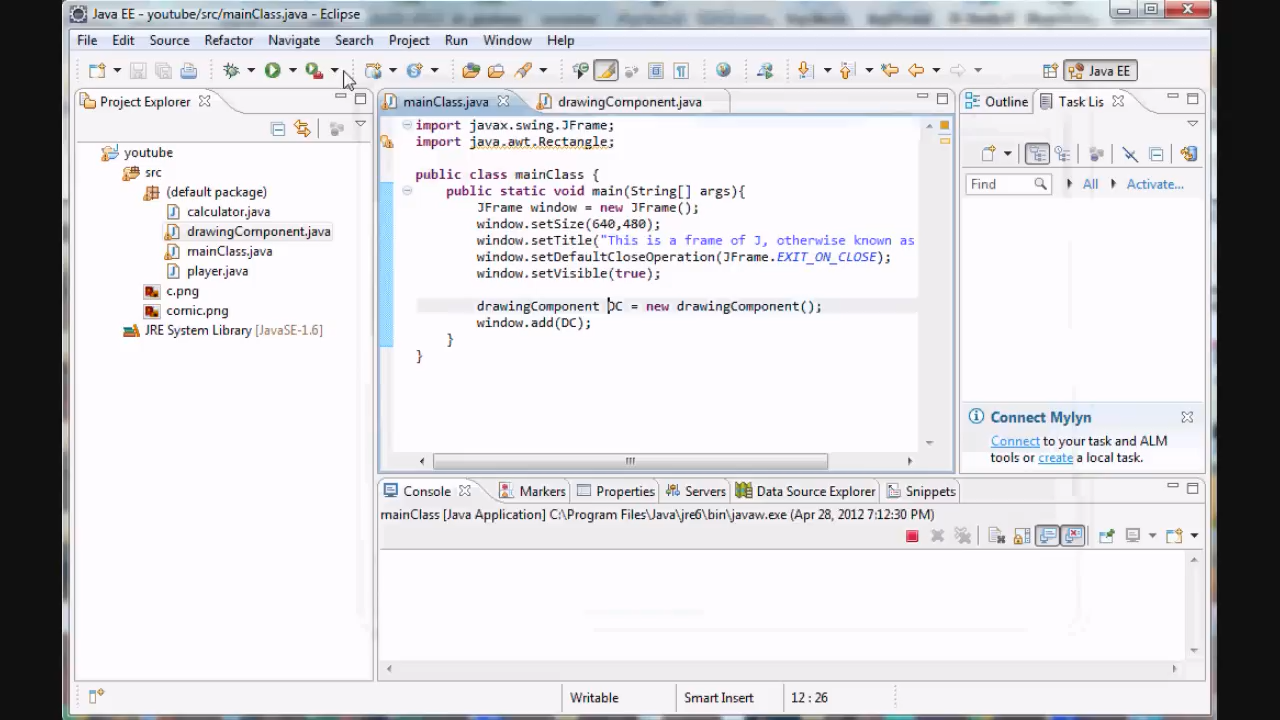 Java EE - youtube/src/mainClass.java - Eclipse
File Edit Source Refactor Navigate Search Project Run Window Help
Java EE
Project Explorer
mainClass.java
drawingComponent.java
Outline
Task Lis
youtube
src
(default package)
calculator.java
drawingComponent.java
mainClass.java
player.java
c.png
comic.png
JRE System Library [JavaSE-1.6]
import javax.swing.JFrame;
import java.awt.Rectangle;
public class mainClass {
public static void main(String[] args){
JFrame window = new JFrame();
window.setSize(640,480);
window.setTitle("This is a frame of J, otherwise known as
window.setDefaultCloseOperation(JFrame.EXIT_ON_CLOSE);
window.setVisible(true);
drawingComponent DC = new drawingComponent();
window.add(DC);
}
}
Find
All
Activate...
Connect Mylyn
Connect to your task and ALM
tools or create a local task.
Console Markers Properties Servers Data Source Explorer Snippets
mainClass [Java Application] C:\Program Files\Java\jre6\bin\javaw.exe (Apr 28, 2012 7:12:30 PM)
Writable Smart Insert 12 : 26